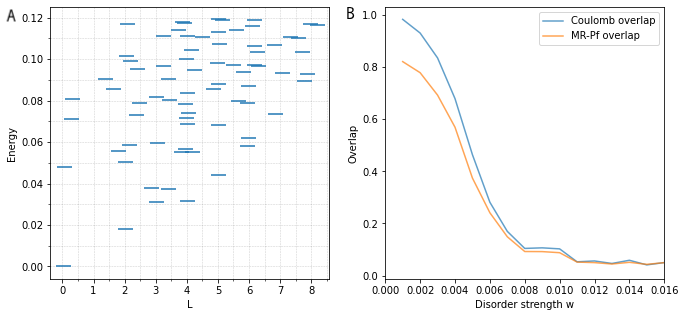 A
Energy
0.12
0.10
0.08
0.06
0.04
0.02
0.00
0 1 2 3 4 5 6 7 8
L
B
Overlap
1.0
0.8
0.6
0.4
0.2
0.0
Coulomb overlap
MR-Pf overlap
0.000 0.002 0.004 0.006 0.008 0.010 0.012 0.014 0.016
Disorder strength w